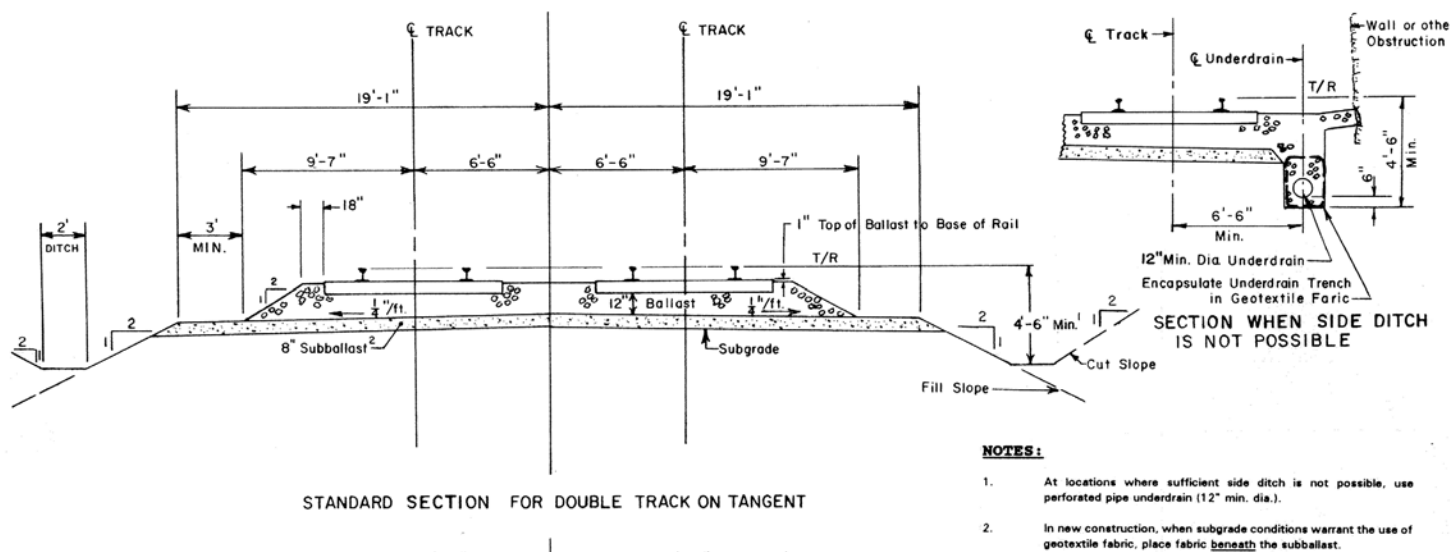 ℄ TRACK
℄ TRACK
19'-1"
19'-1"
9'-7"
6'-6"
6'-6"
9'-7"
2'
DITCH
3'
MIN.
18"
1" Top of Ballast to Base of Rail
T/R
2
1
12"
Ballast
1/4"/ft.
1/4"/ft.
2
1
2
1
8" Subballast2
Subgrade
4'-6" Min.1
2
1
2
1
Cut Slope
Fill Slope
STANDARD SECTION FOR DOUBLE TRACK ON TANGENT
℄ Track
℄ Underdrain
Wall or othe
Obstruction
T/R
4'-6"
Min.
6"
6'-6"
Min.
12" Min. Dia. Underdrain
Encapsulate Underdrain Trench
in Geotextile Faric
SECTION WHEN SIDE DITCH
IS NOT POSSIBLE
NOTES:
1. At locations where sufficient side ditch is not possible, use
perforated pipe underdrain (12" min. dia.).
2. In new construction, when subgrade conditions warrant the use of
geotextile fabric, place fabric beneath the subballast.